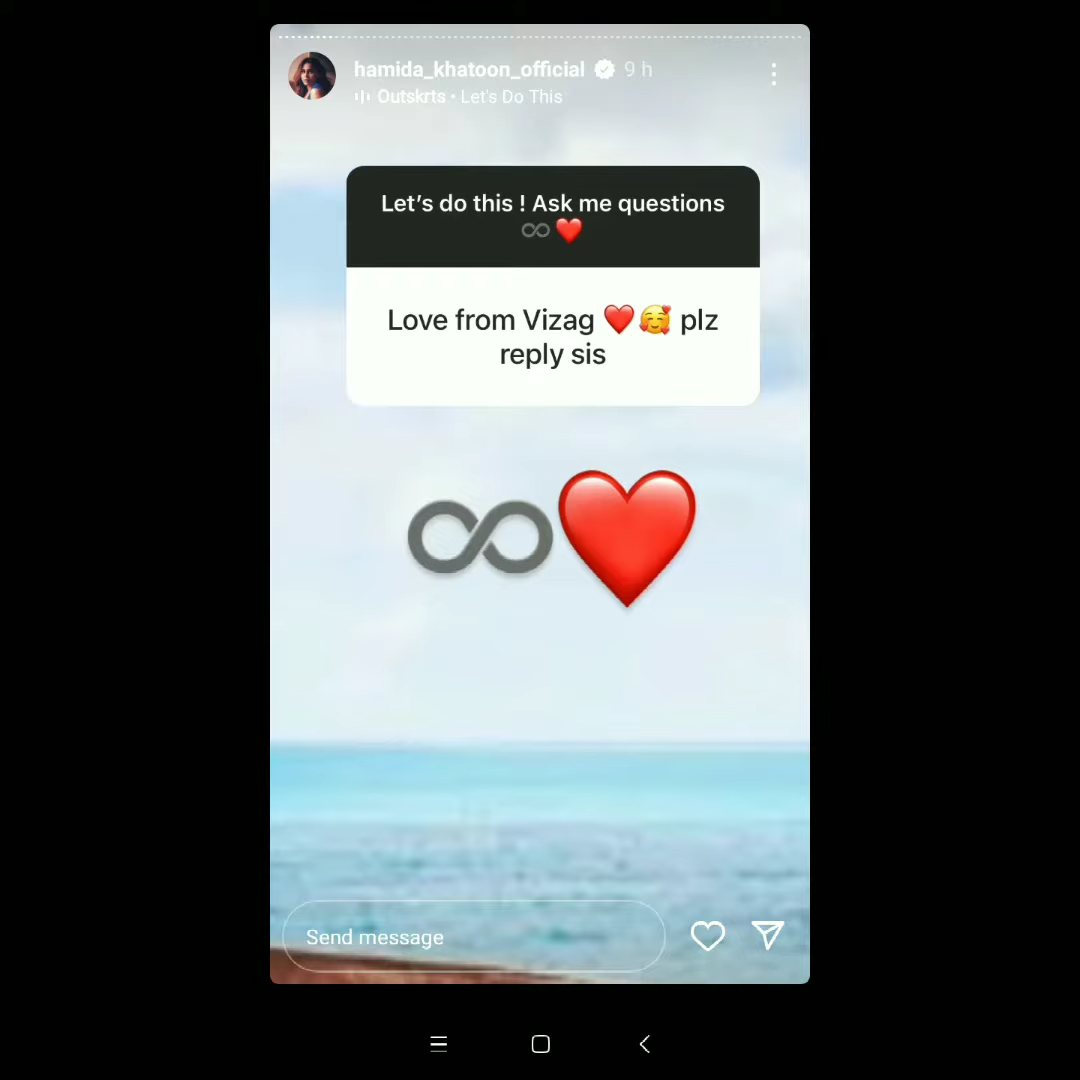 hamida_khatoon_official 9 h
Outskrts • Let's Do This
Let’s do this ! Ask me questions
∞❤️
Love from Vizag ❤️🥰 plz
reply sis
∞❤️
Send message